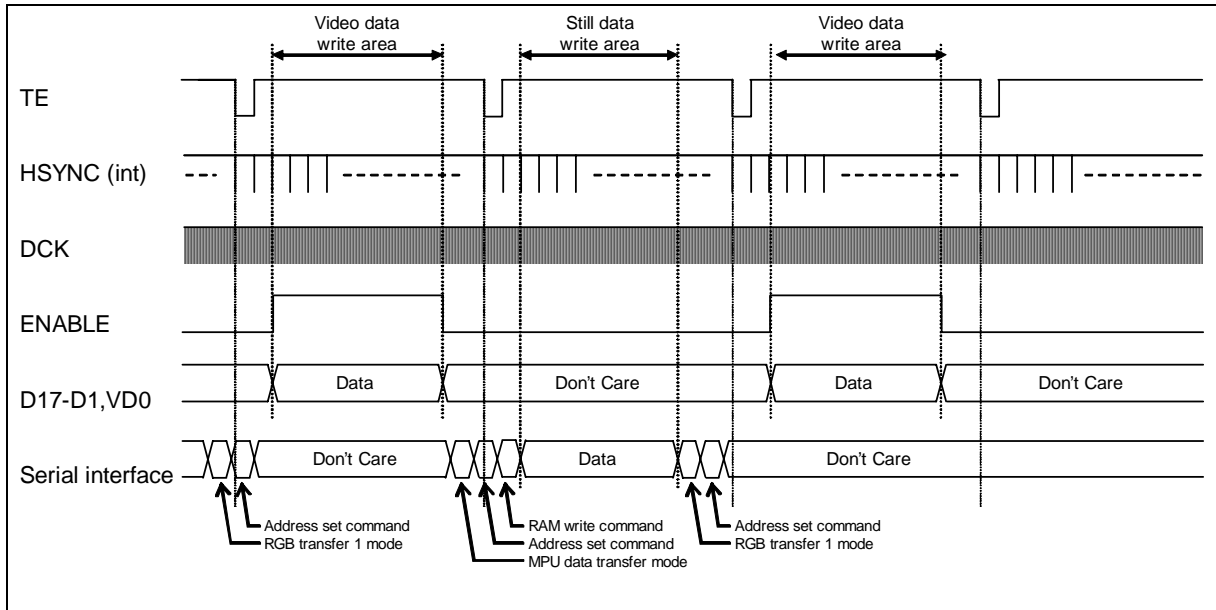 Video data
write area
Still data
write area
Video data
write area
TE
HSYNC (int)
DCK
ENABLE
D17-D1,VD0
Data
Don't Care
Data
Don't Care
Serial interface
Don't Care
Data
Don't Care
Address set command
RGB transfer 1 mode
RAM write command
Address set command
MPU data transfer mode
Address set command
RGB transfer 1 mode